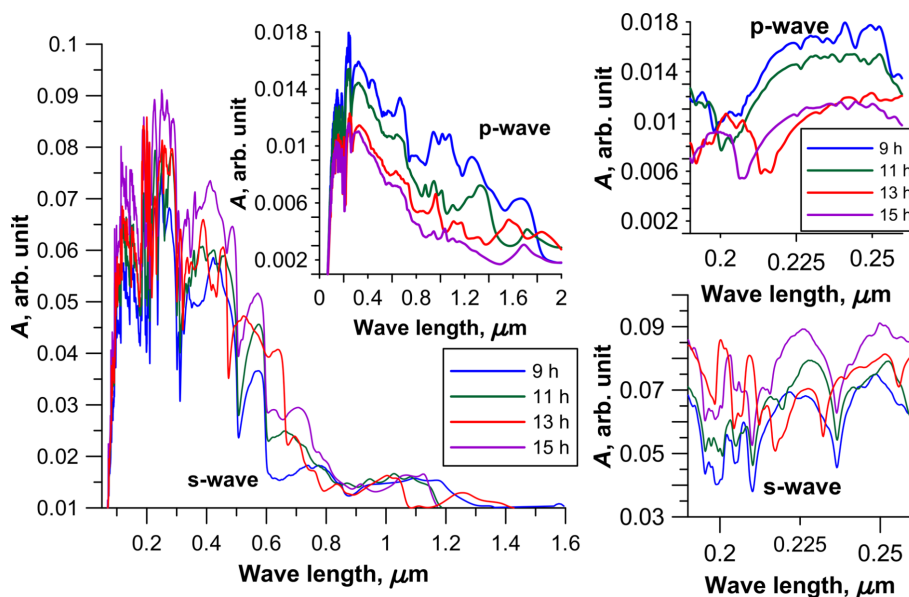 0.1
0.09
0.08
0.07
0.06
0.05
0.04
0.03
0.02
0.01
A, arb. unit
0.2 0.4 0.6 0.8 1 1.2 1.4 1.6
Wave length, μm
s-wave
9 h
11 h
13 h
15 h
0.018
0.014
0.01
0.006
0.002
A, arb. unit
p-wave
0 0.4 0.8 1.2 1.6 2
Wave length, μm
0.018
0.014
0.01
0.006
0.002
A, arb. unit
p-wave
9 h
11 h
13 h
15 h
0.2 0.225 0.25
Wave length, μm
0.09
0.07
0.05
0.03
A, arb. unit
s-wave
0.2 0.225 0.25
Wave length, μm